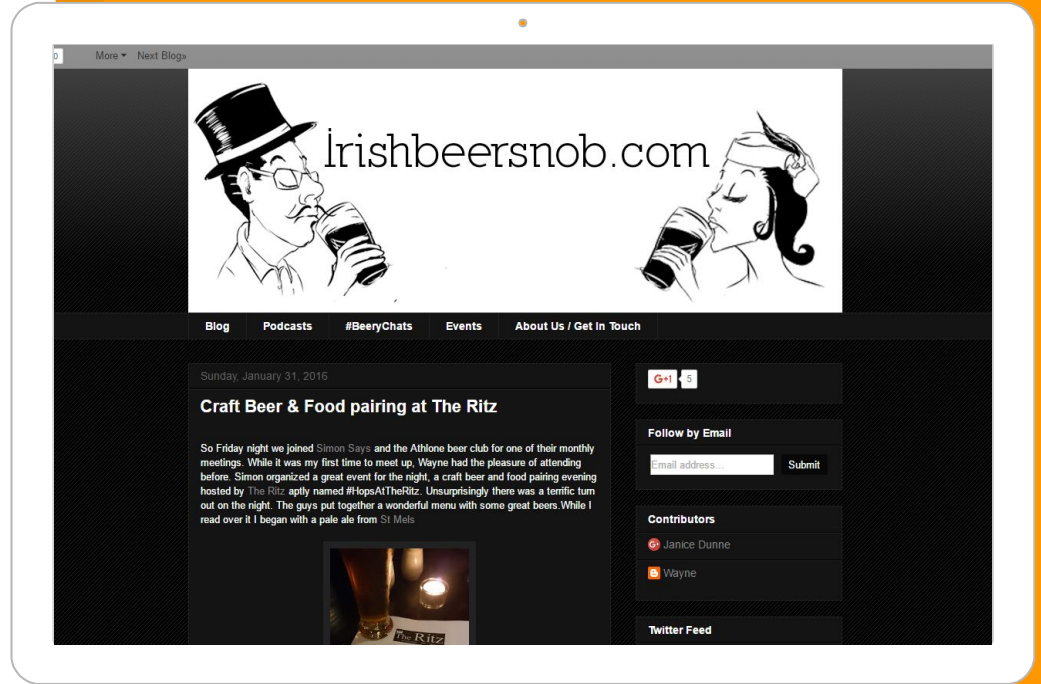 0 More Next Blog»
Irishbeersnob.com
Blog Podcasts #BeeryChats Events About Us / Get In Touch
Sunday, January 31, 2016
Craft Beer & Food pairing at The Ritz
So Friday night we joined Simon Says and the Athlone beer club for one of their monthly
meetings. While it was my first time to meet up, Wayne had the pleasure of attending
before. Simon organized a great event for the night, a craft beer and food pairing evening
hosted by The Ritz aptly named #HopsAtTheRitz. Unsurprisingly there was a terrific turn
out on the night. The guys put together a wonderful menu with some great beers.While I
read over it I began with a pale ale from St Mels
The Ritz
G+1 5
Follow by Email
Email address... Submit
Contributors
G+ Janice Dunne
Wayne
Twitter Feed